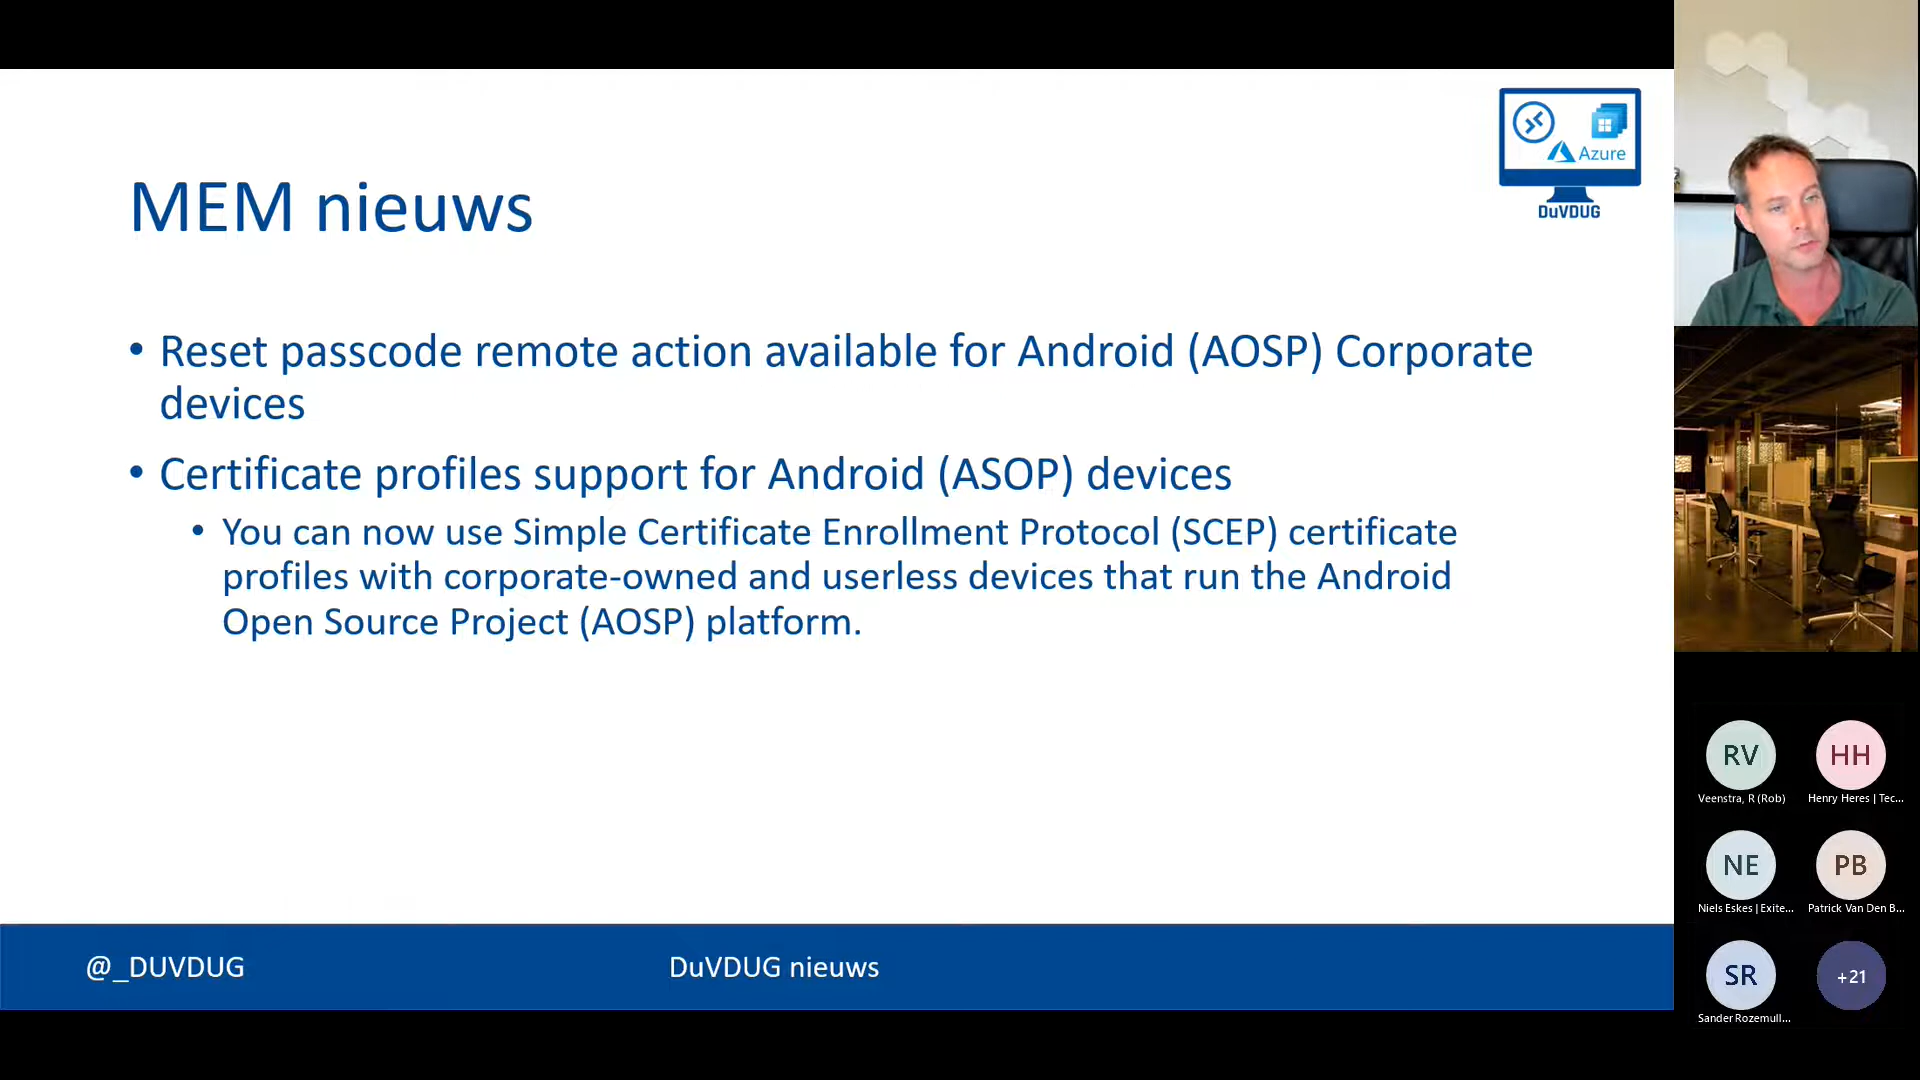 Azure
DuVDUG
MEM nieuws
• Reset passcode remote action available for Android (AOSP) Corporate
devices
• Certificate profiles support for Android (ASOP) devices
• You can now use Simple Certificate Enrollment Protocol (SCEP) certificate
profiles with corporate-owned and userless devices that run the Android
Open Source Project (AOSP) platform.
@_DUVDUG
DuVDUG nieuws
RV
Veenstra, R (Rob)
HH
Henry Heres | Tec...
NE
Niels Eskes | Exite...
PB
Patrick Van Den B...
SR
Sander Rozemull...
+21